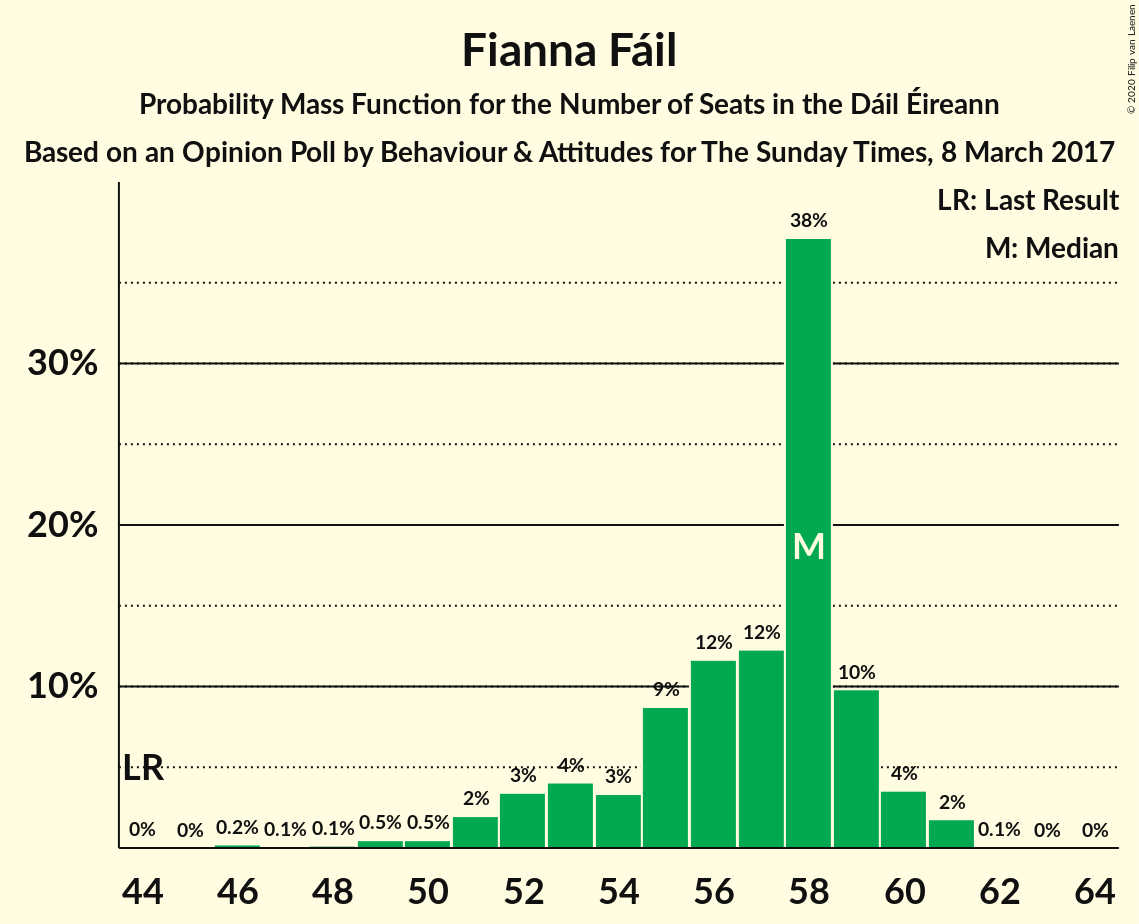 Fianna Fáil
Probability Mass Function for the Number of Seats in the Dáil Éireann
Based on an Opinion Poll by Behaviour & Attitudes for The Sunday Times, 8 March 2017
© 2020 Filip van Laenen
LR: Last Result
M: Median
30%
20%
10%
LR
M
0% 0% 0.2% 0.1% 0.1% 0.5% 0.5% 2% 3% 4% 3% 9% 12% 12% 38% 10% 4% 2% 0.1% 0% 0%
44 46 48 50 52 54 56 58 60 62 64